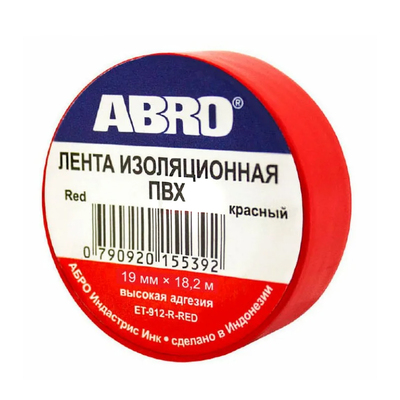 ABRO®
ЛЕНТА ИЗОЛЯЦИОННАЯ
ПВХ
Red
красный
0 790920 155392
19 мм × 18,2 м
высокая адгезия
ET-912-R-RED
АБРО Индастрис Инк • сделано в Индонезии